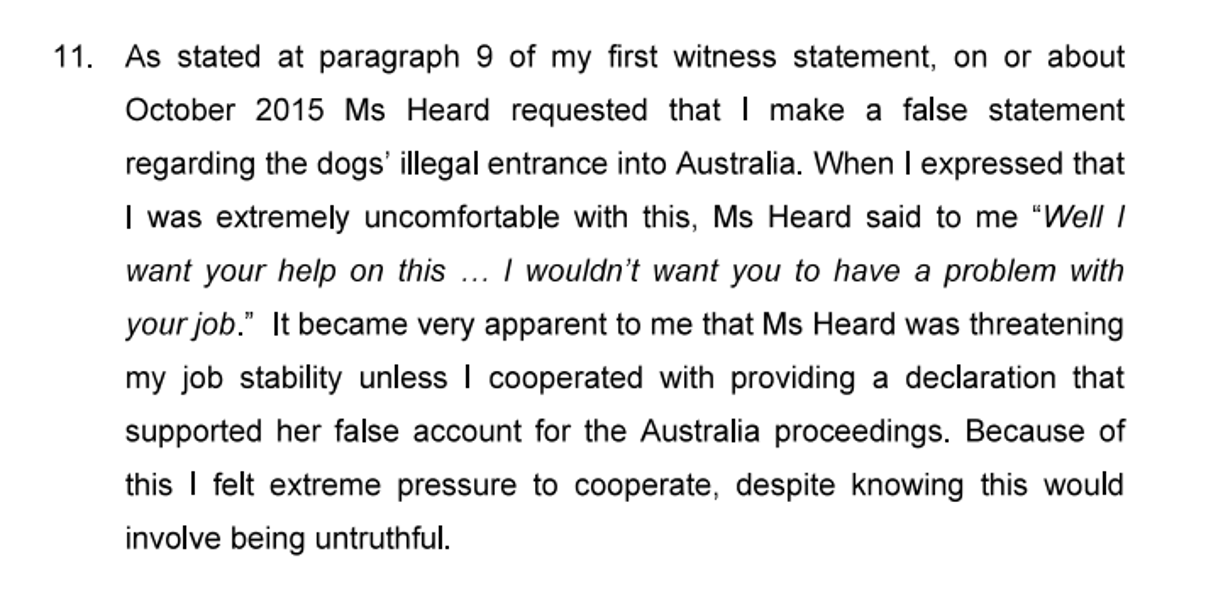 11. As stated at paragraph 9 of my first witness statement, on or about
October 2015 Ms Heard requested that I make a false statement
regarding the dogs’ illegal entrance into Australia. When I expressed that
I was extremely uncomfortable with this, Ms Heard said to me “Well I
want your help on this … I wouldn’t want you to have a problem with
your job.” It became very apparent to me that Ms Heard was threatening
my job stability unless I cooperated with providing a declaration that
supported her false account for the Australia proceedings. Because of
this I felt extreme pressure to cooperate, despite knowing this would
involve being untruthful.